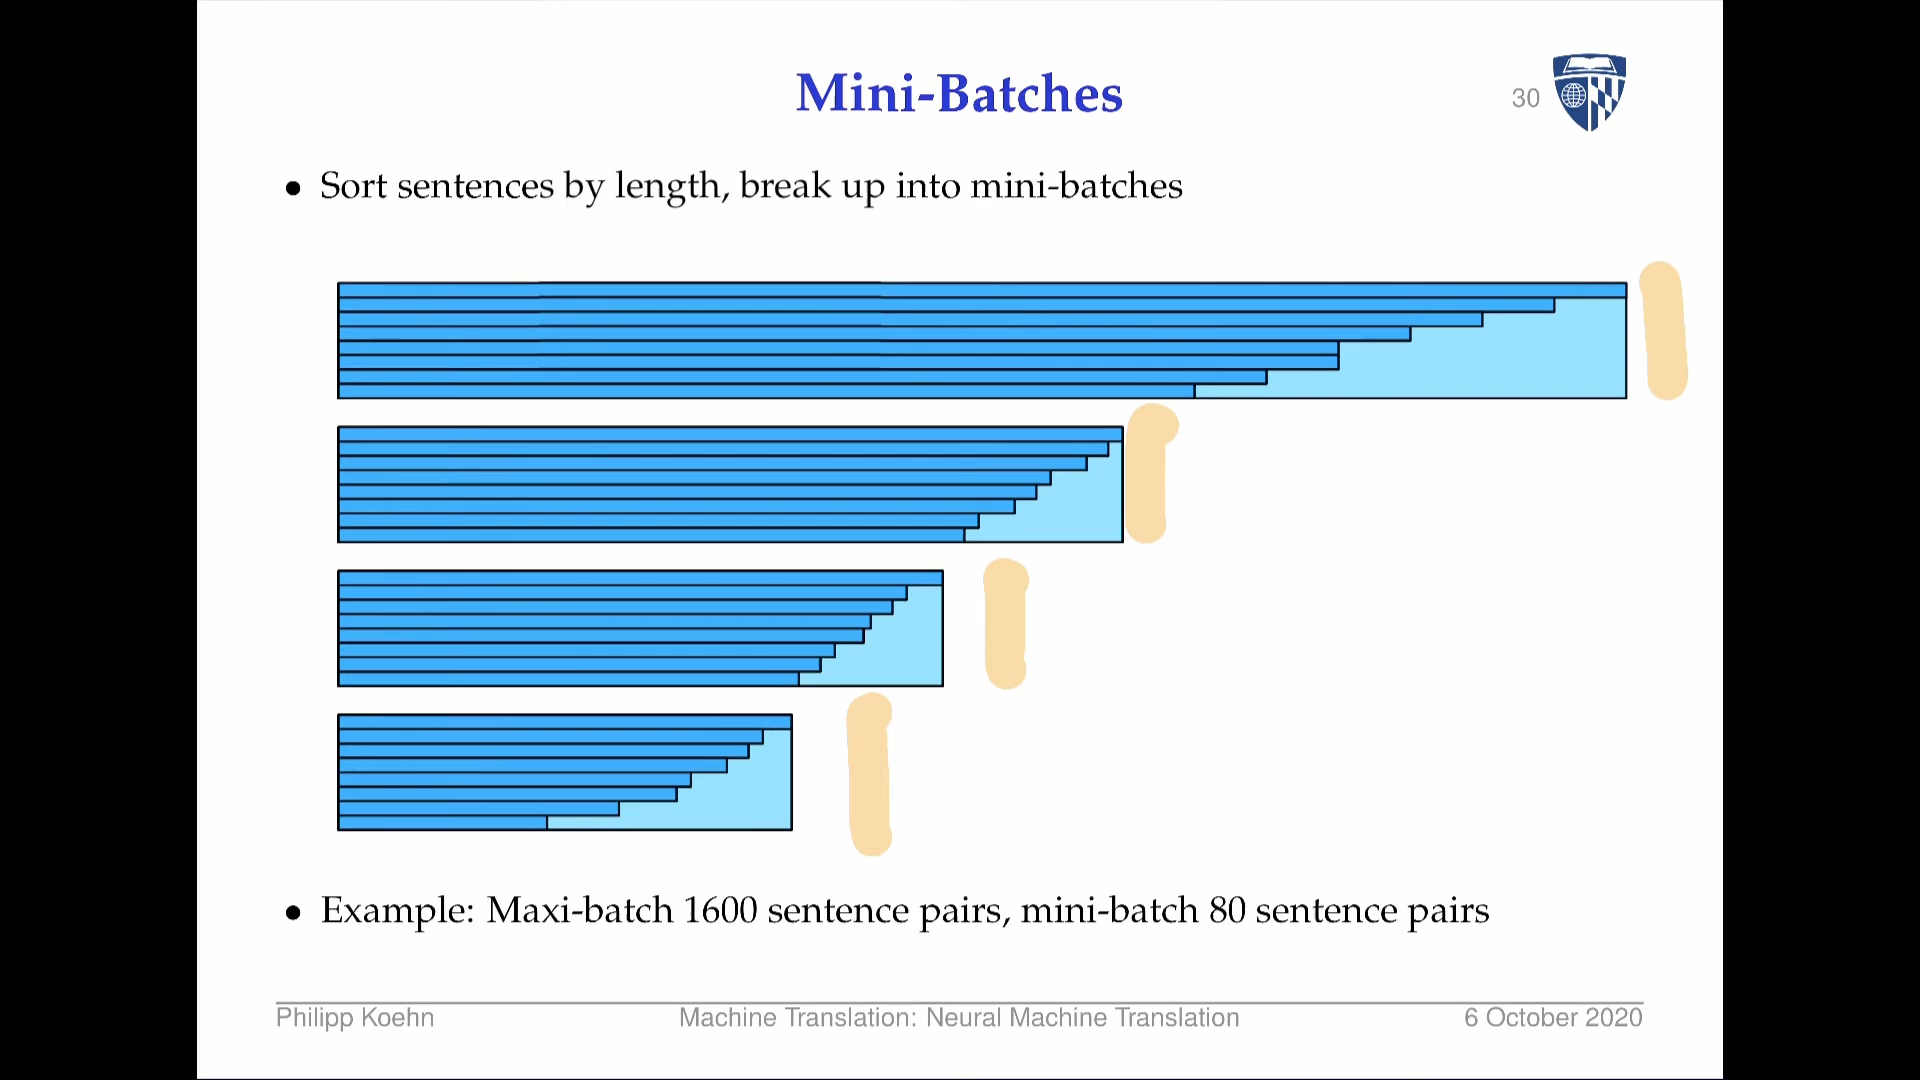 Mini-Batches
30
• Sort sentences by length, break up into mini-batches
• Example: Maxi-batch 1600 sentence pairs, mini-batch 80 sentence pairs
Philipp Koehn Machine Translation: Neural Machine Translation 6 October 2020